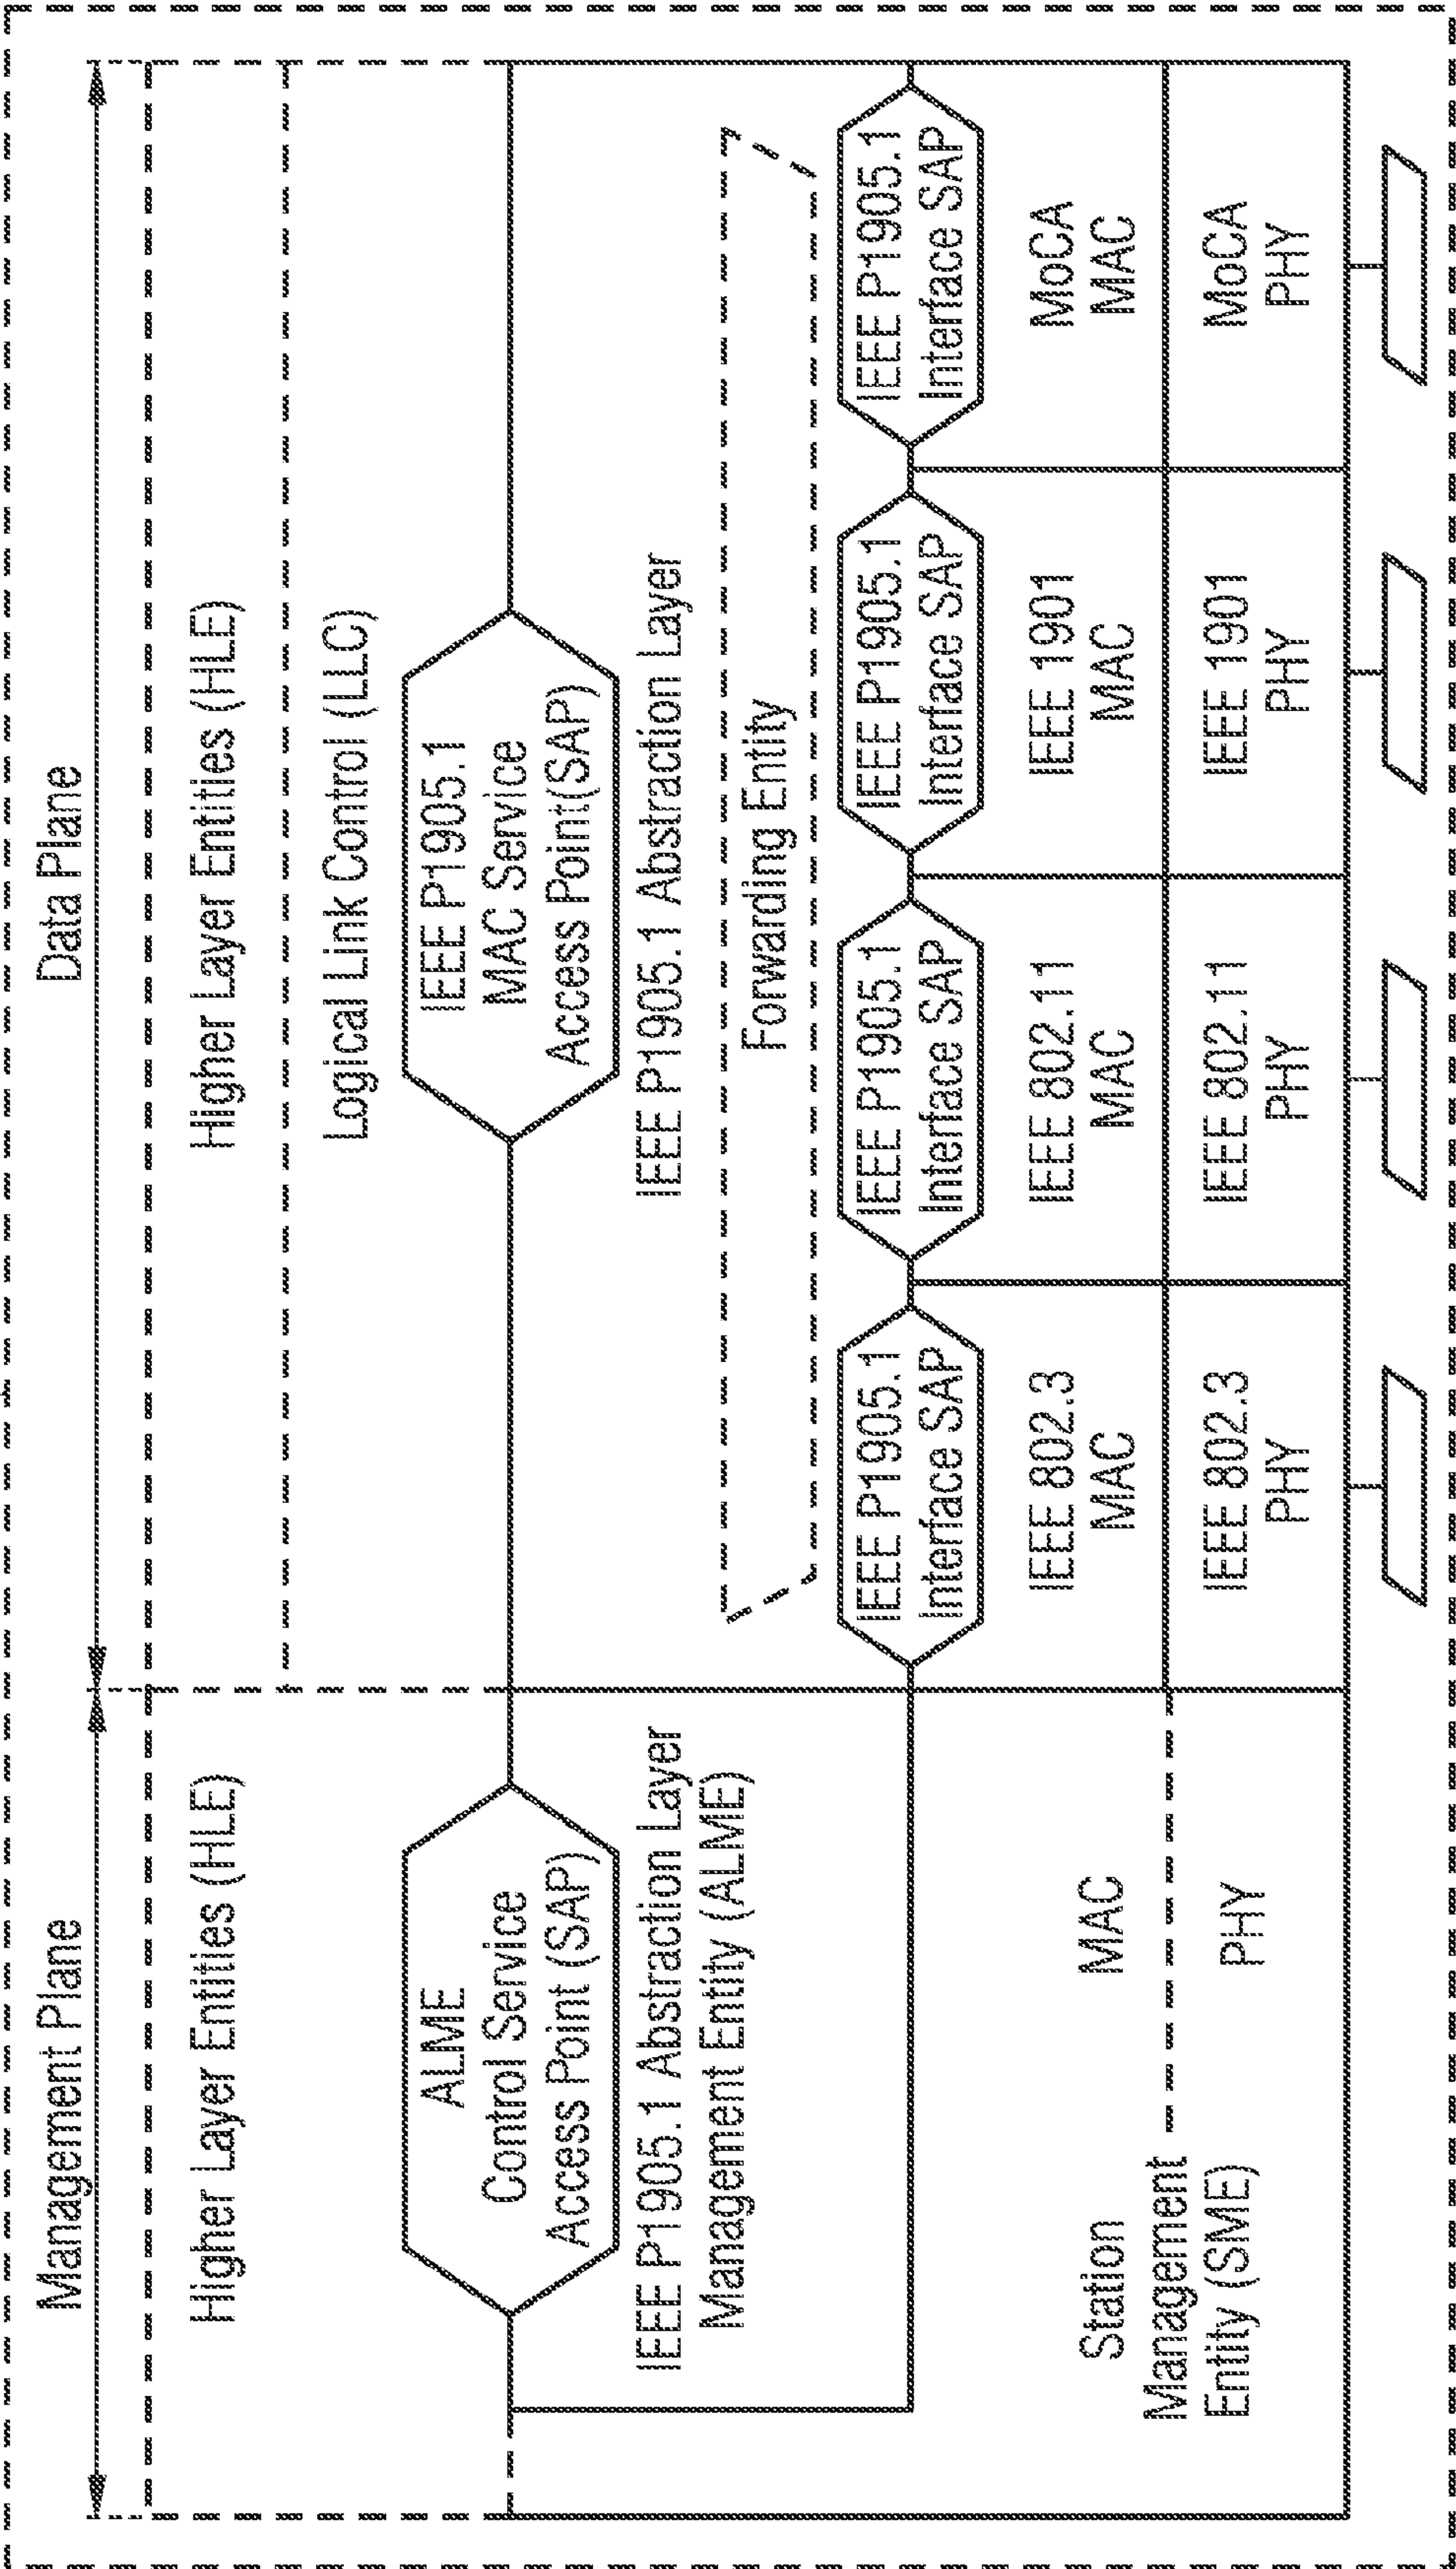 Management Plane
Data Plane
Higher Layer Entities (HLE)
Higher Layer Entities (HLE)
Logical Link Control (LLC)
ALME
Control Service
Access Point (SAP)
IEEE P1905.1
MAC Service
Access Point(SAP)
IEEE P1905.1 Abstraction Layer
Management Entity (ALME)
IEEE P1905.1 Abstraction Layer
Forwarding Entity
IEEE P1905.1
Interface SAP
IEEE P1905.1
Interface SAP
IEEE P1905.1
Interface SAP
IEEE P1905.1
Interface SAP
Station
Management
Entity (SME)
MAC
PHY
IEEE 802.3
MAC
IEEE 802.11
MAC
IEEE 1901
MAC
MoCA
MAC
IEEE 802.3
PHY
IEEE 802.11
PHY
IEEE 1901
PHY
MoCA
PHY